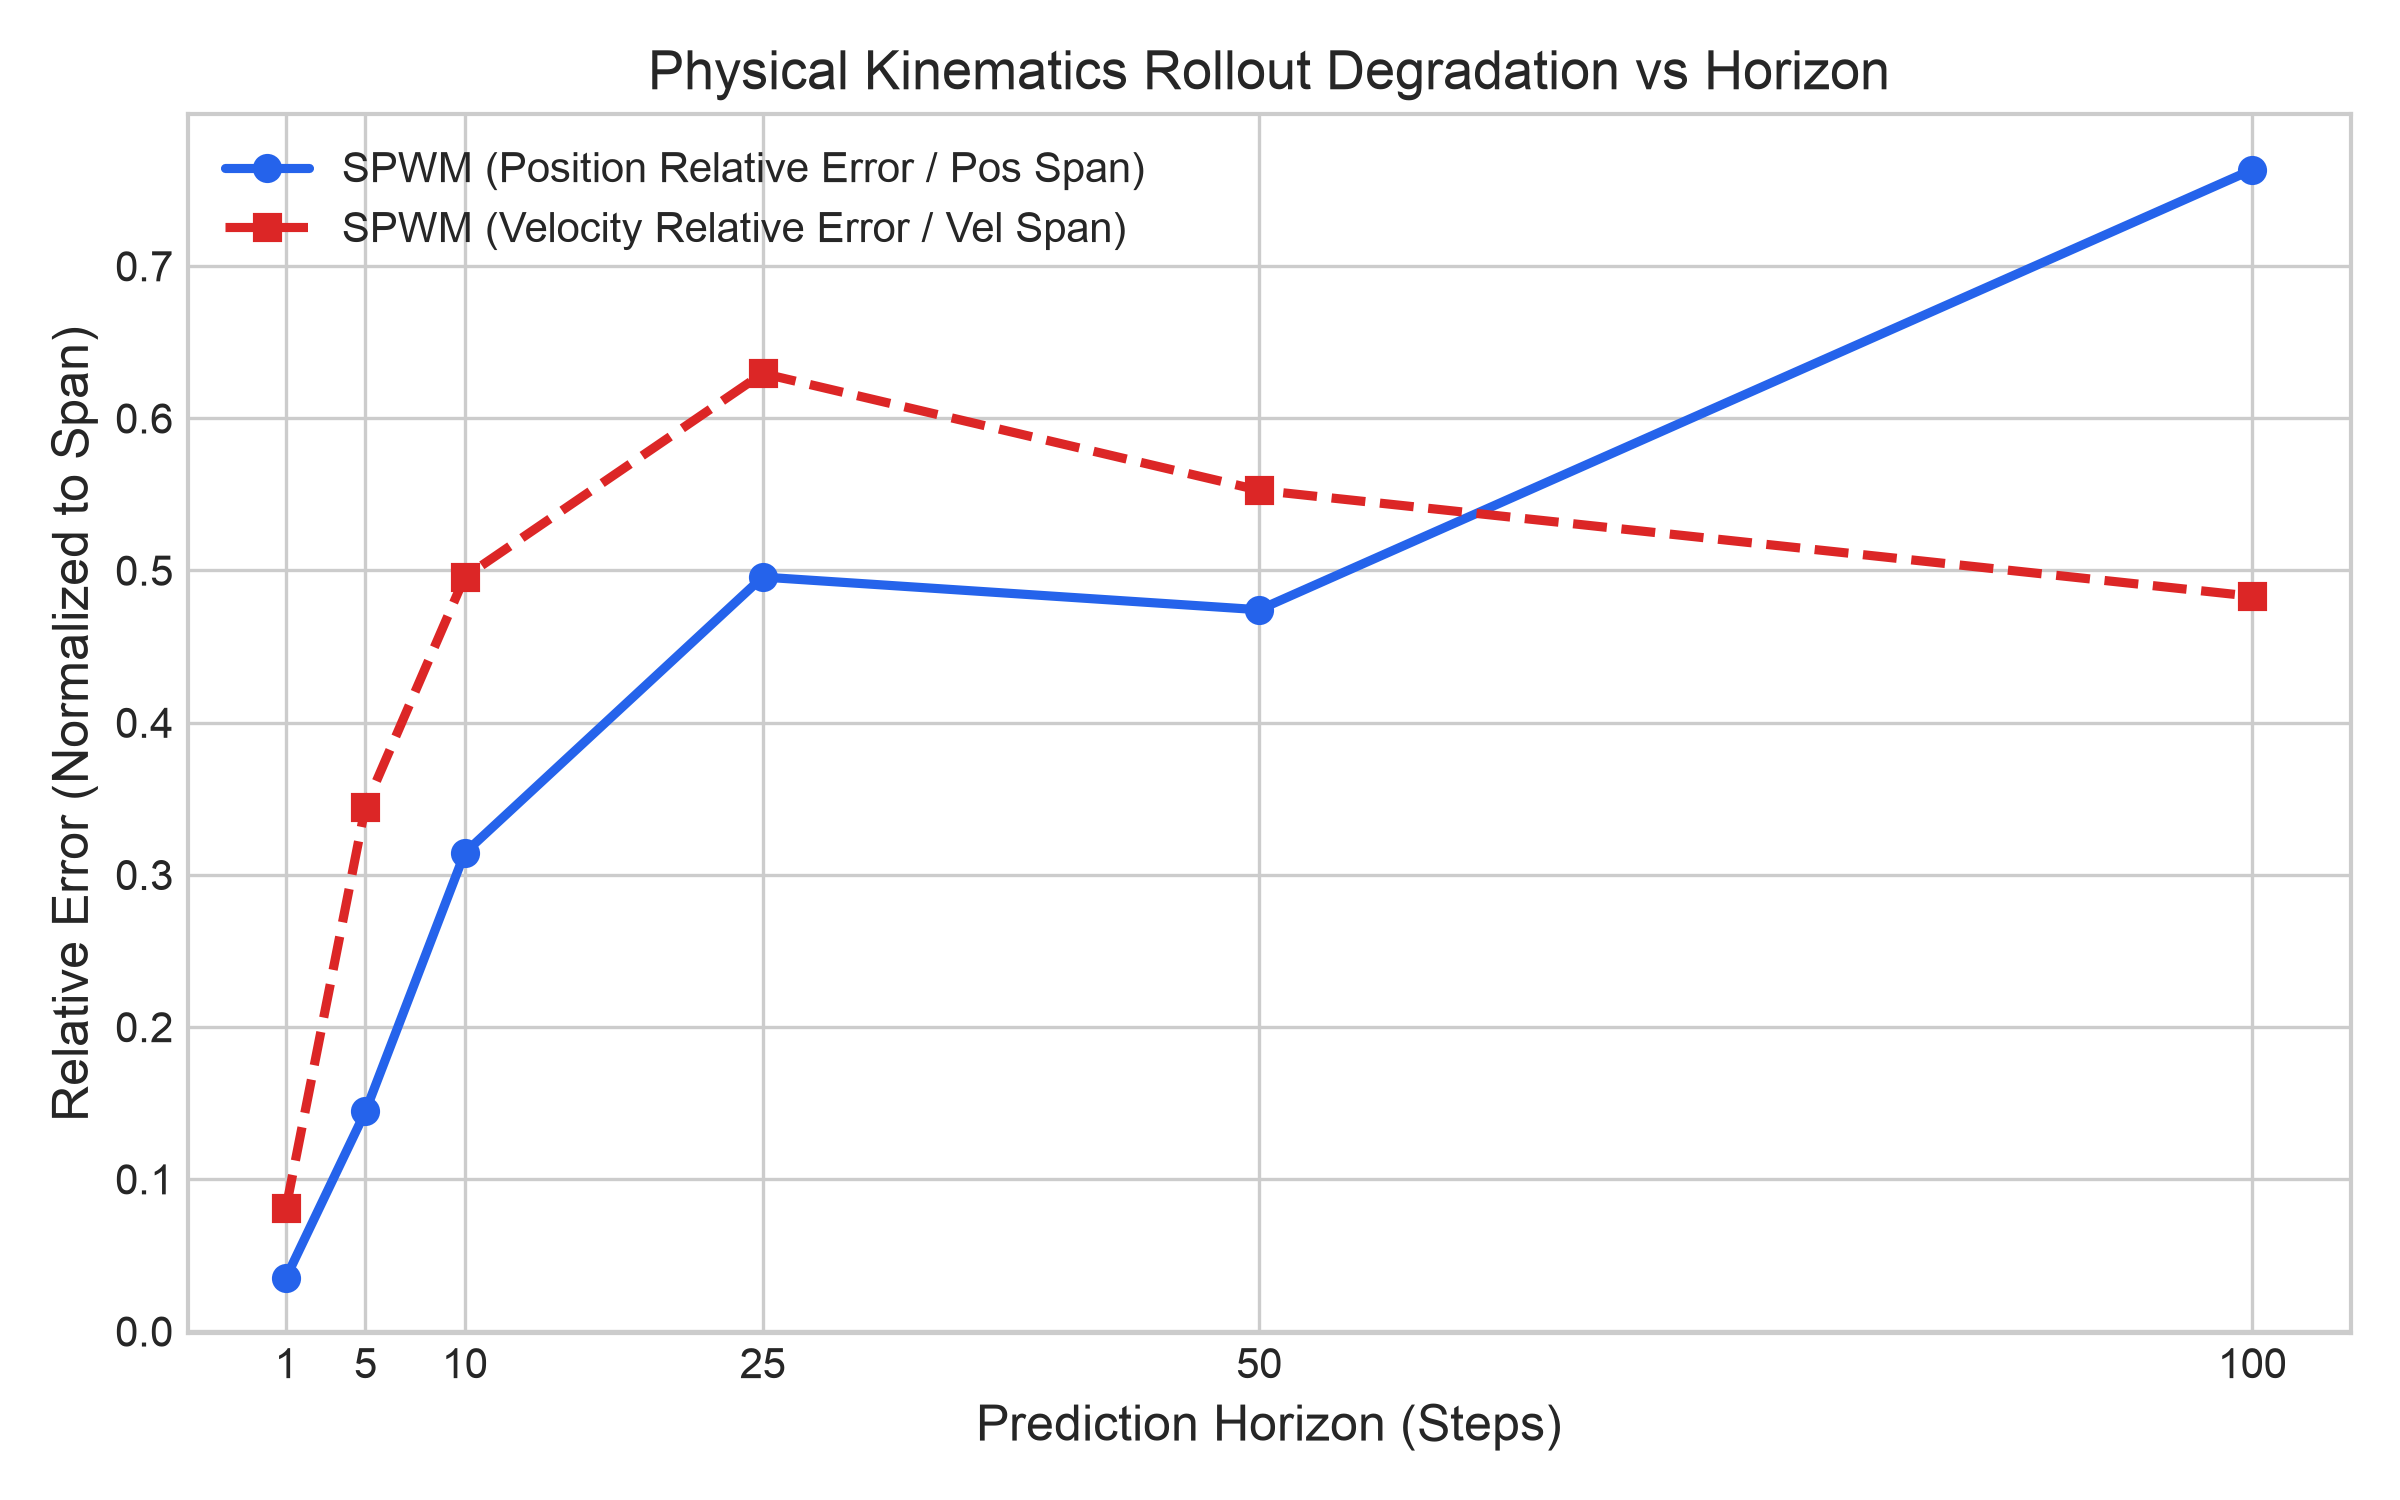 Physical Kinematics Rollout Degradation vs Horizon
SPWM (Position Relative Error / Pos Span)
SPWM (Velocity Relative Error / Vel Span)
Relative Error (Normalized to Span)
0.7
0.6
0.5
0.4
0.3
0.2
0.1
0.0
1 5 10 25 50 100
Prediction Horizon (Steps)